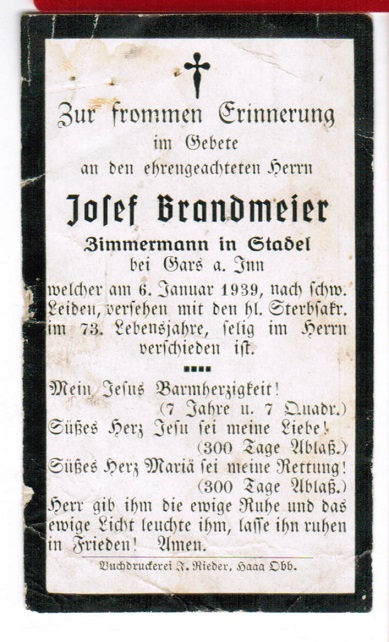 Zur frommen Erinnerung
im Gebete
an den ehrengeachteten Herrn
Josef Brandmeier
Zimmermann in Stadel
bei Gars a. Inn
welcher am 6. Januar 1939, nach schw.
Leiden, versehen mit den hl. Sterbsakr.
im 73. Lebensjahre, selig im Herrn
verschieden ist.
Mein Jesus Barmherzigkeit!
(7 Jahre u. 7 Quadr.)
Süßes Herz Jesu sei meine Liebe!
(300 Tage Ablaß.)
Süßes Herz Mariä sei meine Rettung!
(300 Tage Ablaß.)
Herr gib ihm die ewige Ruhe und das
ewige Licht leuchte ihm, lasse ihn ruhen
in Frieden! Amen.
Buchdruckerei J. Rieder, Haag Obb.